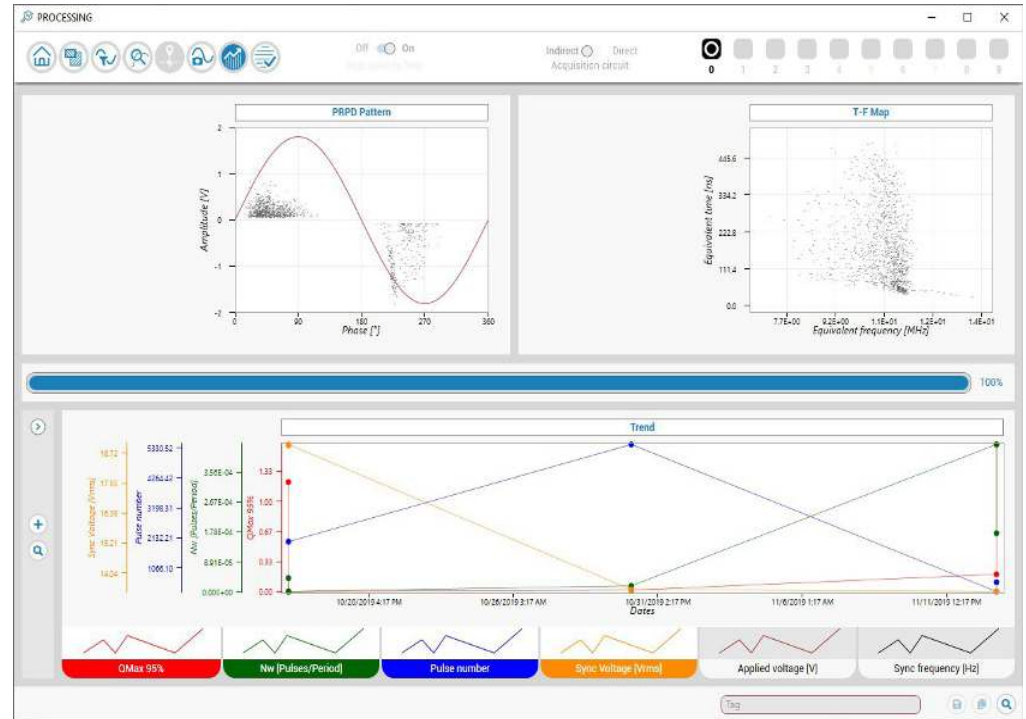 PROCESSING
Off On
Indirect Direct
Acquisition circuit
0 1 2 3 4 5 6 7 8 9
PRPD Pattern
2
1
0
-1
-2
Amplitude [V]
0 90 180 270 360
Phase [°]
T-F Map
445.6
334.2
222.8
111.4
0.0
Equivalent time [ns]
7.7E+00 9.2E+00 1.1E+01 1.2E+01 1.4E+01
Equivalent frequency [MHz]
100%
Trend
Sync Voltage [Vrms]
Pulse number
5330.52
4264.42
3198.31
2132.21
1066.10
Nw [Pulses/Period]
3.56E-04
2.67E-04
1.78E-04
8.91E-05
0.00E+00
QMax 95%
1.33
1.00
0.67
0.33
0.00
10/20/2019 4:17 PM 10/26/2019 3:17 AM 10/31/2019 2:17 PM 11/6/2019 1:17 AM 11/11/2019 12:17 PM
Dates
QMax 95% Nw [Pulses/Period] Pulse number Sync Voltage [Vrms] Applied voltage [V] Sync frequency [Hz]
Tag